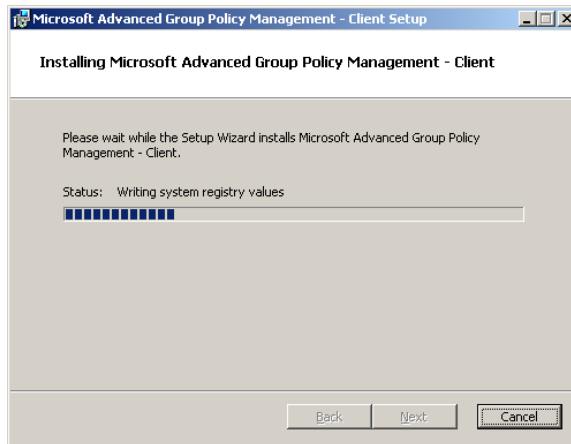 Microsoft Advanced Group Policy Management - Client Setup
Installing Microsoft Advanced Group Policy Management - Client
Please wait while the Setup Wizard installs Microsoft Advanced Group Policy
Management - Client.
Status: Writing system registry values
Back Next Cancel